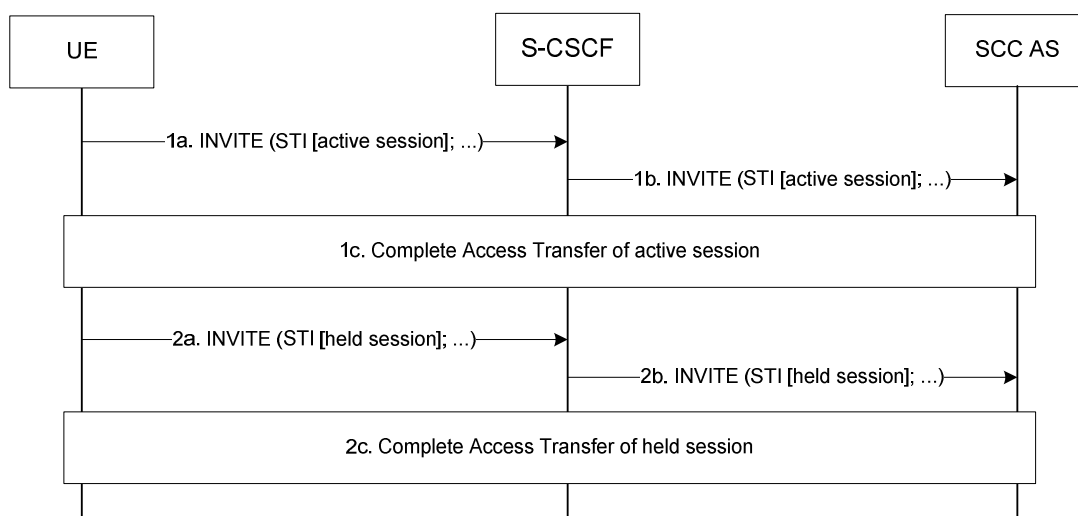 UE
S-CSCF
SCC AS
1a. INVITE (STI [active session]; ...)
1b. INVITE (STI [active session]; ...)
1c. Complete Access Transfer of active session
2a. INVITE (STI [held session]; ...)
2b. INVITE (STI [held session]; ...)
2c. Complete Access Transfer of held session